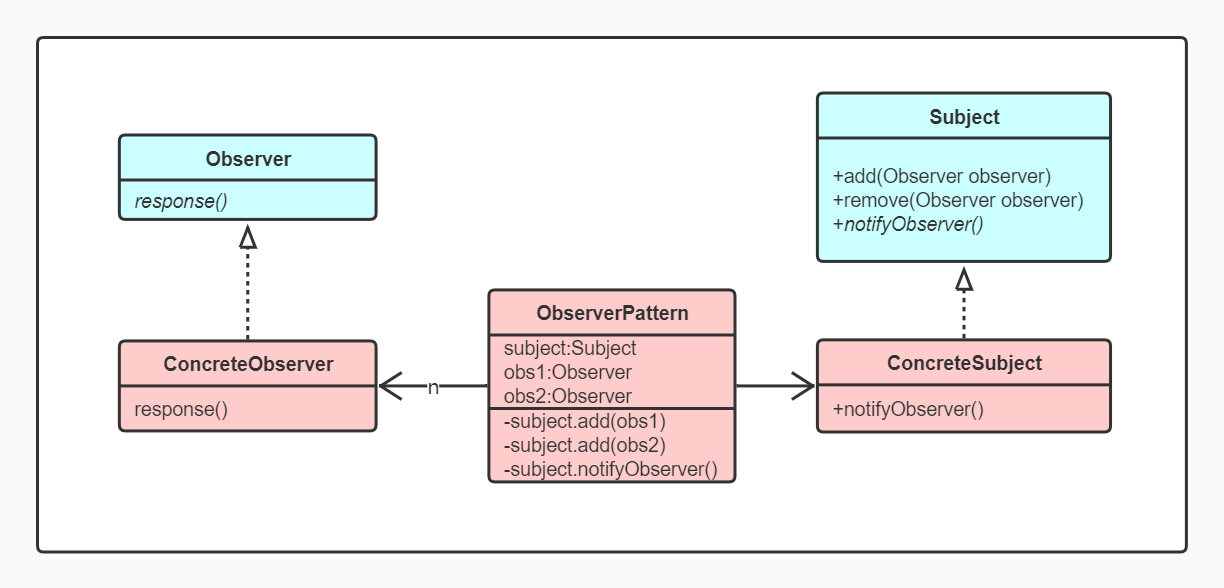 Observer
response()
Subject
+add(Observer observer)
+remove(Observer observer)
+notifyObserver()
ConcreteObserver
response()
n
ObserverPattern
subject:Subject
obs1:Observer
obs2:Observer
-subject.add(obs1)
-subject.add(obs2)
-subject.notifyObserver()
ConcreteSubject
+notifyObserver()